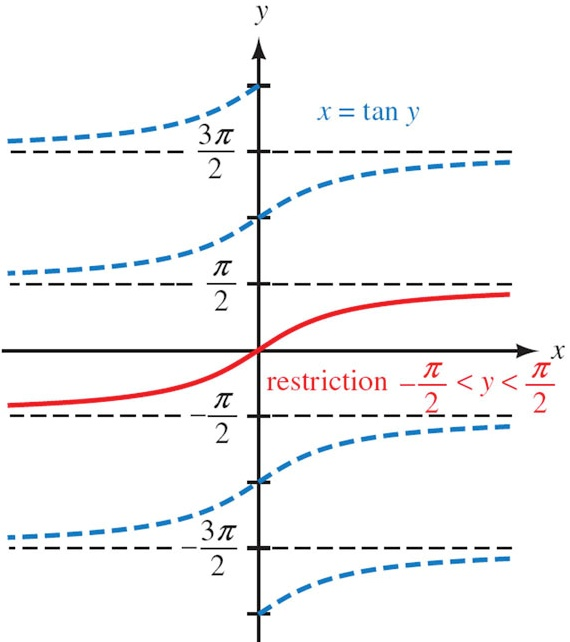 y
x = tan y
3π/2
π/2
x
restriction −π/2 < y < π/2
−π/2
−3π/2